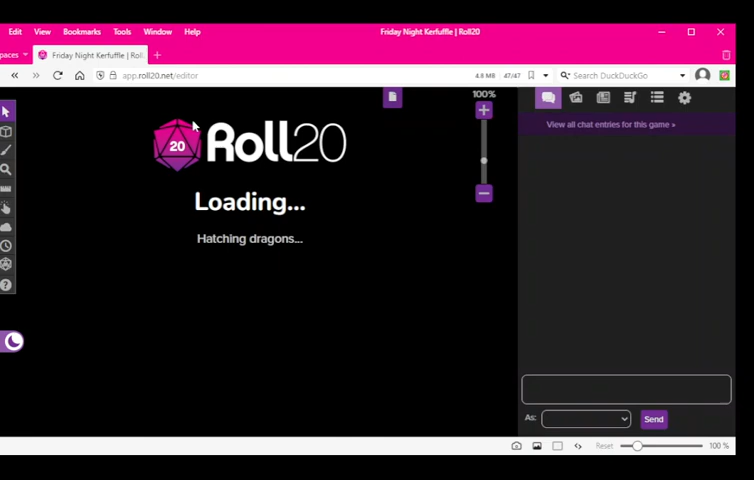 Edit View Bookmarks Tools Window Help Friday Night Kerfuffle | Roll20
paces Friday Night Kerfuffle | Roll
app.roll20.net/editor 4.8 MB 47/47 Search DuckDuckGo
100%
20 Roll20
View all chat entries for this game »
Loading...
Hatching dragons...
As: Send
Reset 100 %